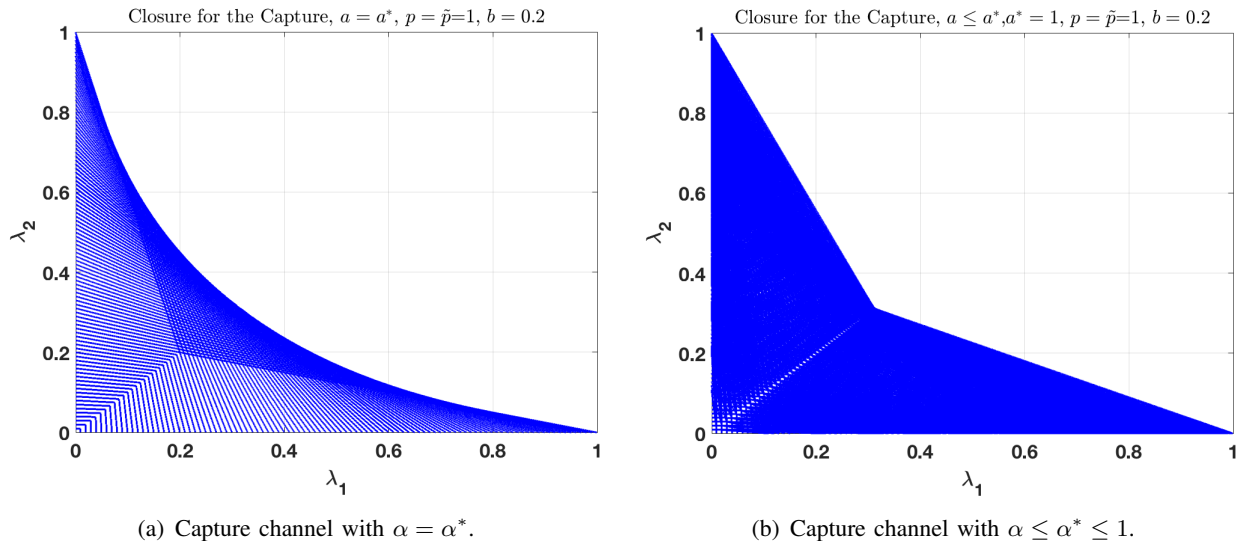 Closure for the Capture, a = a*, p = p̃=1, b = 0.2
1
0.8
0.6
λ2
0.4
0.2
0
0 0.2 0.4 0.6 0.8 1
λ1
(a) Capture channel with α = α*.
Closure for the Capture, a ≤ a*,a* = 1, p = p̃=1, b = 0.2
1
0.8
0.6
λ2
0.4
0.2
0
0 0.2 0.4 0.6 0.8 1
λ1
(b) Capture channel with α ≤ α* ≤ 1.